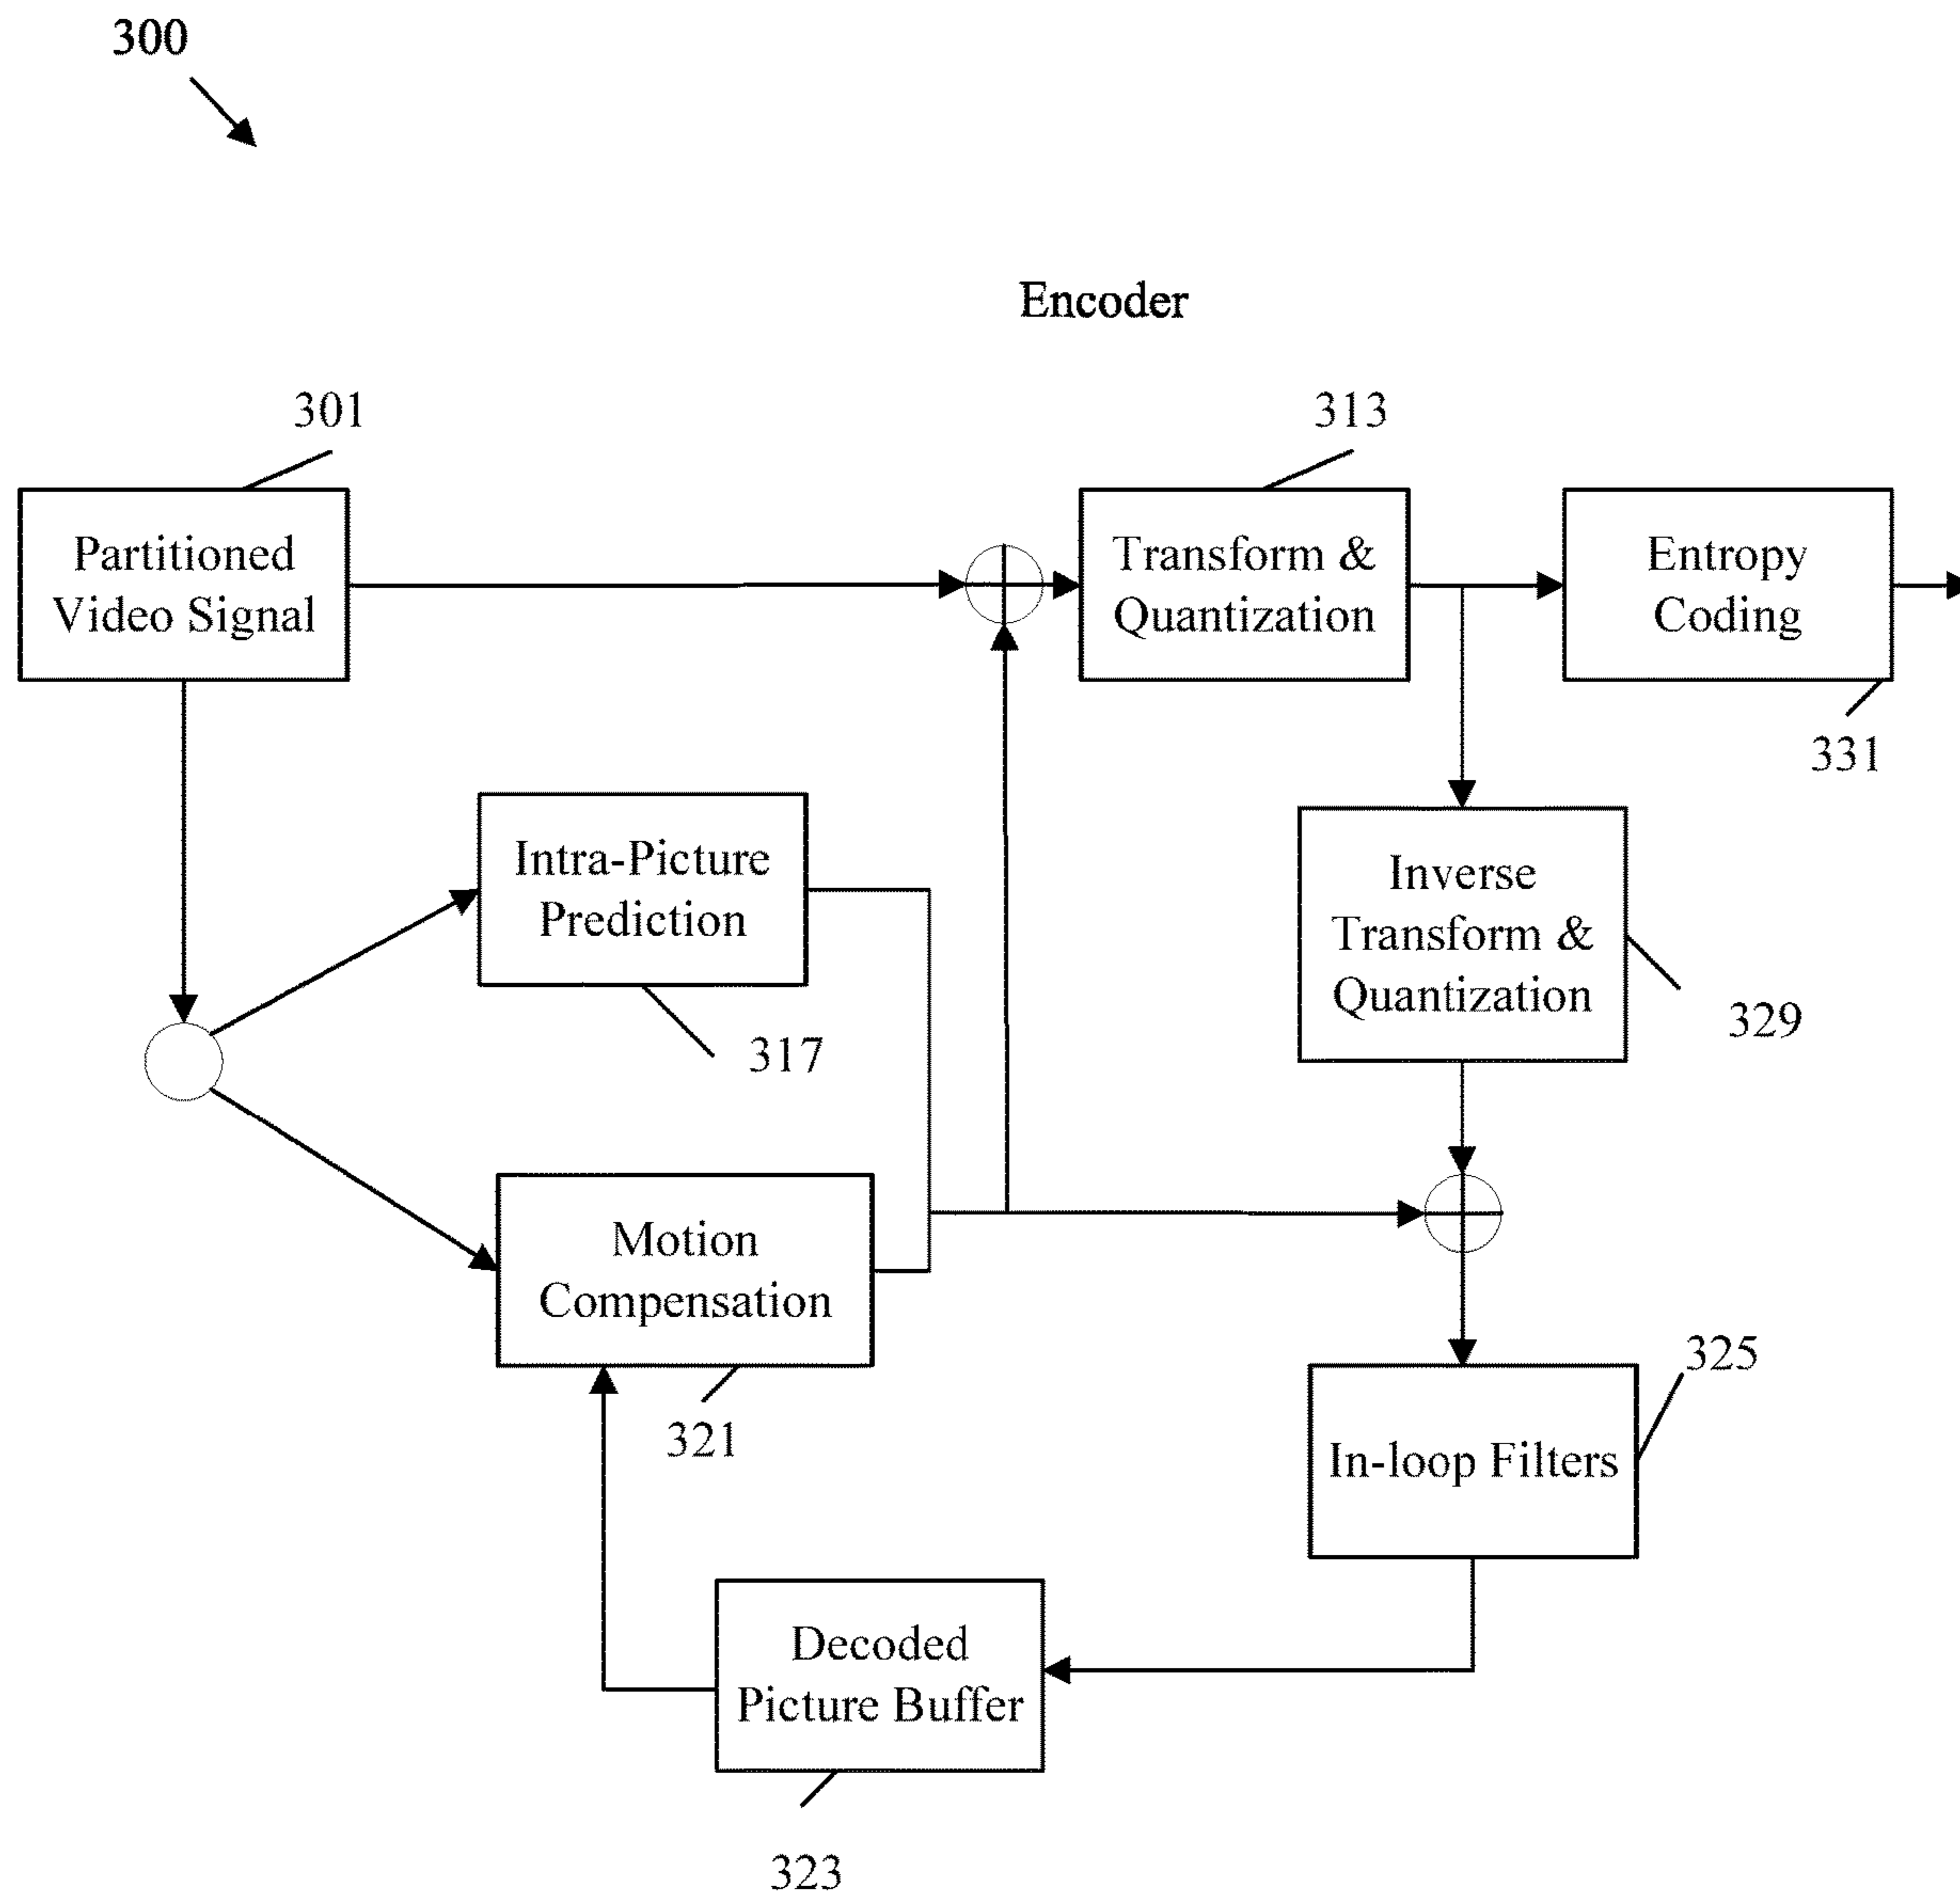 300
Encoder
301
313
Partitioned
Video Signal
Transform &
Quantization
Entropy
Coding
331
Intra-Picture
Prediction
317
Inverse
Transform &
Quantization
329
Motion
Compensation
321
325
In-loop Filters
Decoded
Picture Buffer
323